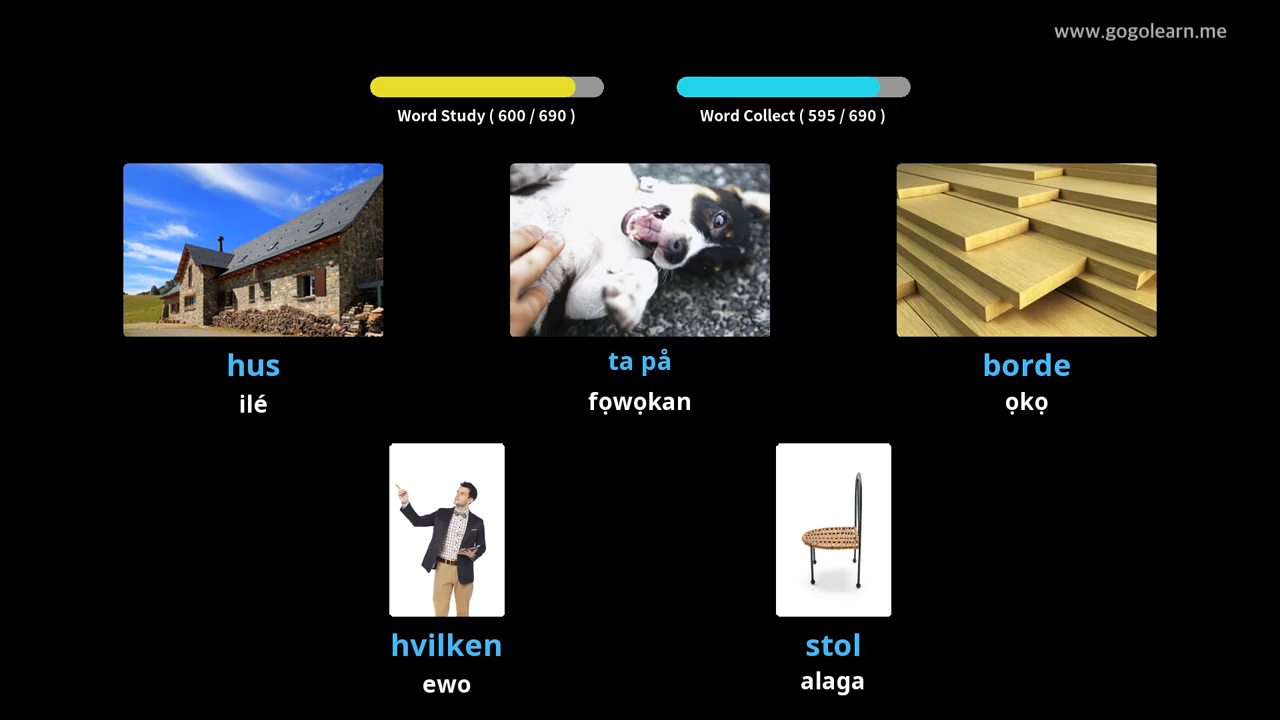 www.gogolearn.me
Word Study ( 600 / 690 )
Word Collect ( 595 / 690 )
hus
ilé
ta på
fọwọkan
borde
ọkọ
hvilken
ewo
stol
alaga